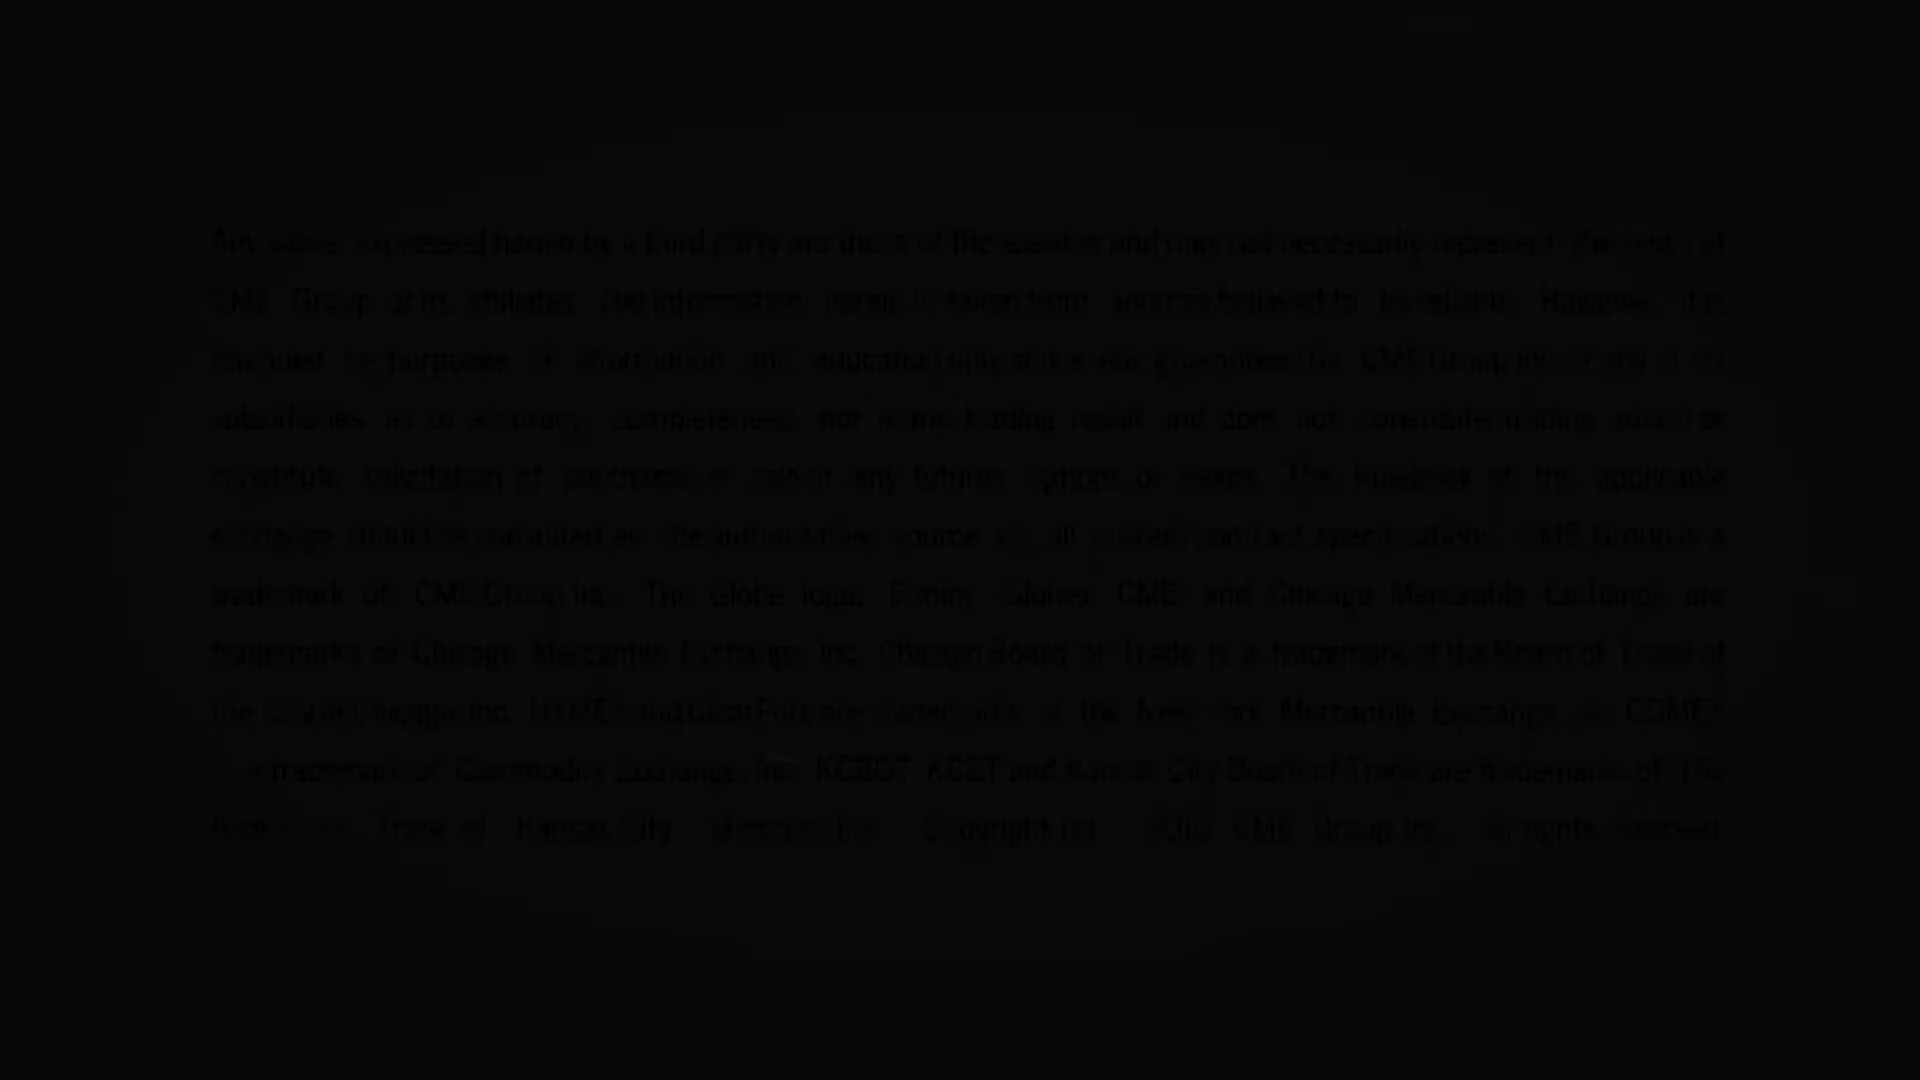 Any views expressed herein by a third party are those of the speaker and may not necessarily represent the views of
CME Group or its affiliates. The information herein is taken from sources believed to be reliable. However, it is
intended for purposes of information and education only and is not guaranteed by CME Group Inc. or any of its
subsidiaries as to accuracy, completeness, nor is any trading result and does not constitute trading advice or
constitute solicitation of purchase or sale of any futures, options or swaps. The Rulebook of the applicable
exchange should be consulted as the authoritative source on all current contract specifications. CME Group is a
trademark of CME Group Inc. The Globe logo, E-mini, Globex, CME and Chicago Mercantile Exchange are
trademarks of Chicago Mercantile Exchange Inc. Chicago Board of Trade is a trademark of the Board of Trade of
the City of Chicago, Inc. NYMEX and ClearPort are trademarks of the New York Mercantile Exchange, Inc. COMEX
is a trademark of Commodity Exchange, Inc. KCBOT, KCBT and Kansas City Board of Trade are trademarks of The
Board of Trade of Kansas City, Missouri, Inc. Copyright (c) CME Group Inc. All rights reserved.